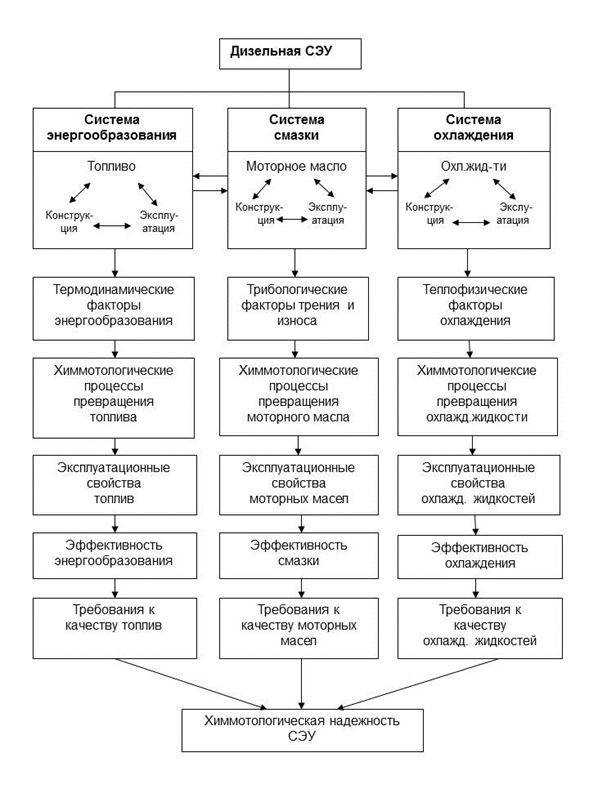 Дизельная СЭУ
Система
энергообразования
Топливо
Конструк-
ция
Эксплу-
атация
Система
смазки
Моторное масло
Конструк-
ция
Эксплу-
атация
Система
охлаждения
Охл.жид-ти
Конструк-
ция
Экслу-
атация
Термодинамические
факторы
энергообразования
Трибологические
факторы трения и
износа
Теплофизические
факторы
охлаждения
Химмотологические
процессы
превращения
топлива
Химмотологические
процессы
превращения
моторного масла
Химмотологичексие
процессы
превращения
охлажд.жидкости
Эксплуатационные
свойства
топлив
Эксплуатационные
свойства
моторных масел
Эксплуатационные
свойства
охлажд. жидкостей
Эффективность
энергообразования
Эффективность
смазки
Эффективность
охлаждения
Требования к
качеству топлив
Требования к
качеству моторных
масел
Требования к
качеству
охлажд. жидкостей
Химмотологическая надежность
СЭУ